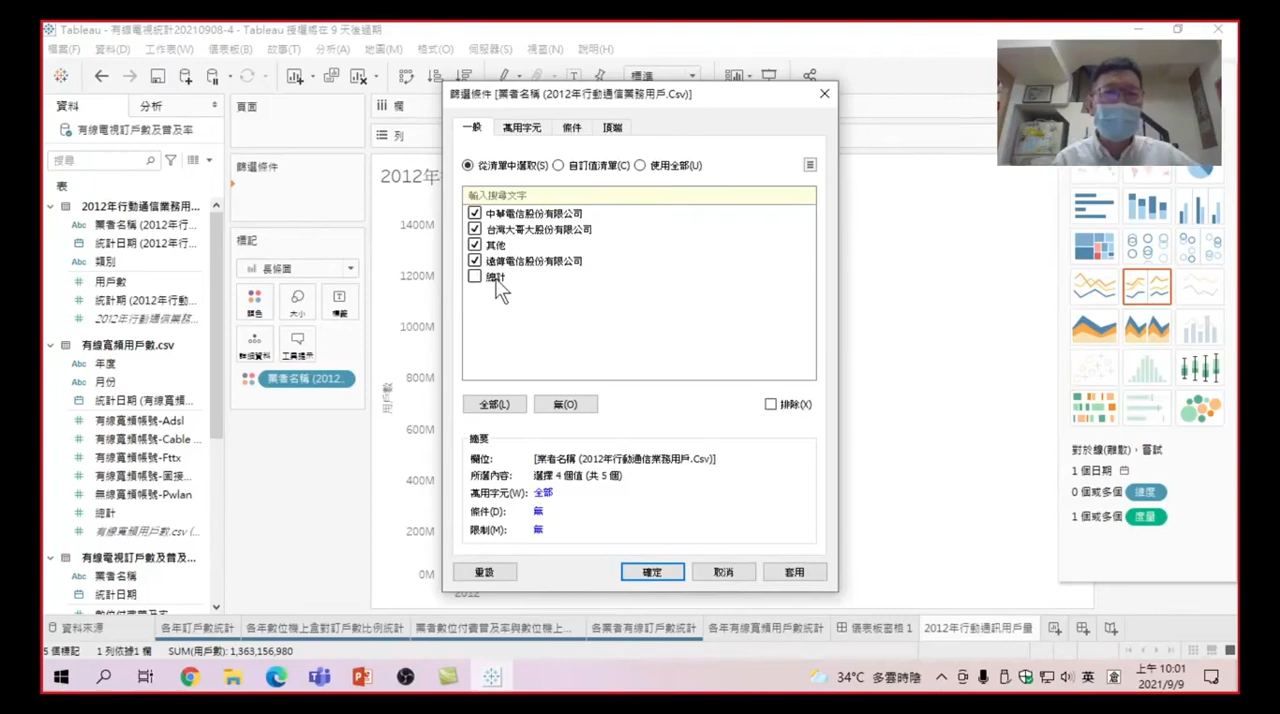 Tableau - 有線電視統計20210908-4 - Tableau 授權將在 9 天後過期
檔案(F) 資料(D) 工作表(W) 儀表板(B) 故事(T) 分析(A) 地圖(M) 格式(O) 伺服器(S) 視窗(N) 說明(H)
標準
資料 分析
有線電視訂戶數及普及率
搜尋
表
2012年行動通信業務用...
Abc 業者名稱 (2012年行...
統計日期 (2012年行...
Abc 類別
用戶數
統計期 (2012年行動...
2012年行動通信業務...
有線寬頻用戶數.csv
Abc 年度
Abc 月份
統計日期 (有線寬頻...
有線寬頻帳號-Adsl
有線寬頻帳號-Cable ...
有線寬頻帳號-Fttx
有線寬頻帳號-固接...
無線寬頻帳號-Pwlan
總計
有線寬頻用戶數.csv (...
有線電視訂戶數及普及...
Abc 業者名稱
統計日期
頁面
篩選條件
標記
長條圖
顏色 大小 標籤
詳細資料 工具提示
業者名稱 (2012..
欄
列
2012年
1400M
1200M
1000M
800M
600M
400M
200M
0M
用戶數
2012
篩選條件 [業者名稱 (2012年行動通信業務用戶.Csv)]
一般 萬用字元 條件 頂端
從清單中選取(S) 自訂值清單(C) 使用全部(U)
輸入搜尋文字
中華電信股份有限公司
台灣大哥大股份有限公司
其他
遠傳電信股份有限公司
總計
全部(L) 無(O) 排除(X)
摘要
欄位: [業者名稱 (2012年行動通信業務用戶.Csv)]
所選內容: 選擇 4 個值 (共 5 個)
萬用字元(W): 全部
條件(D): 無
限制(M): 無
重設 確定 取消 套用
對於線(離散)，嘗試
1 個日期
0 個或多個 維度
1 個或多個 度量
資料來源 各年訂戶數統計 各年數位機上盒對訂戶數比例統計 業者數位付費普及率與數位機上... 各業者有線訂戶數統計 各年有線寬頻用戶數統計 儀表板窗格 1 2012年行動通訊用戶量
5 個標記 1 列依據1 欄 SUM(用戶數): 1,363,156,980
34°C 多雲時陰 英 上午 10:01
2021/9/9